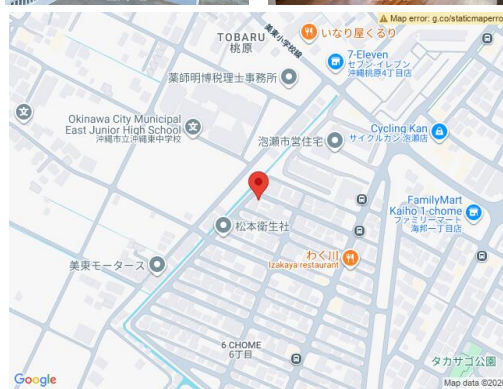 Map error: g.co/staticmaperro
TOBARU
桃原
美東小学校線
いなり屋くるり
7-Eleven
セブン-イレブン
沖縄桃原4丁目店
薬師明博税理士事務所
Okinawa City Municipal
East Junior High School
沖縄市立沖縄東中学校
泡瀬市営住宅
Cycling Kan
サイクルカン 泡瀬店
FamilyMart
Kaiho 1-chome
ファミリーマート
海邦一丁目店
松本衛生社
わく川
Izakaya restaurant
美東モータース
6 CHOME
6丁目
タカサゴ公園
Google
Map data ©202